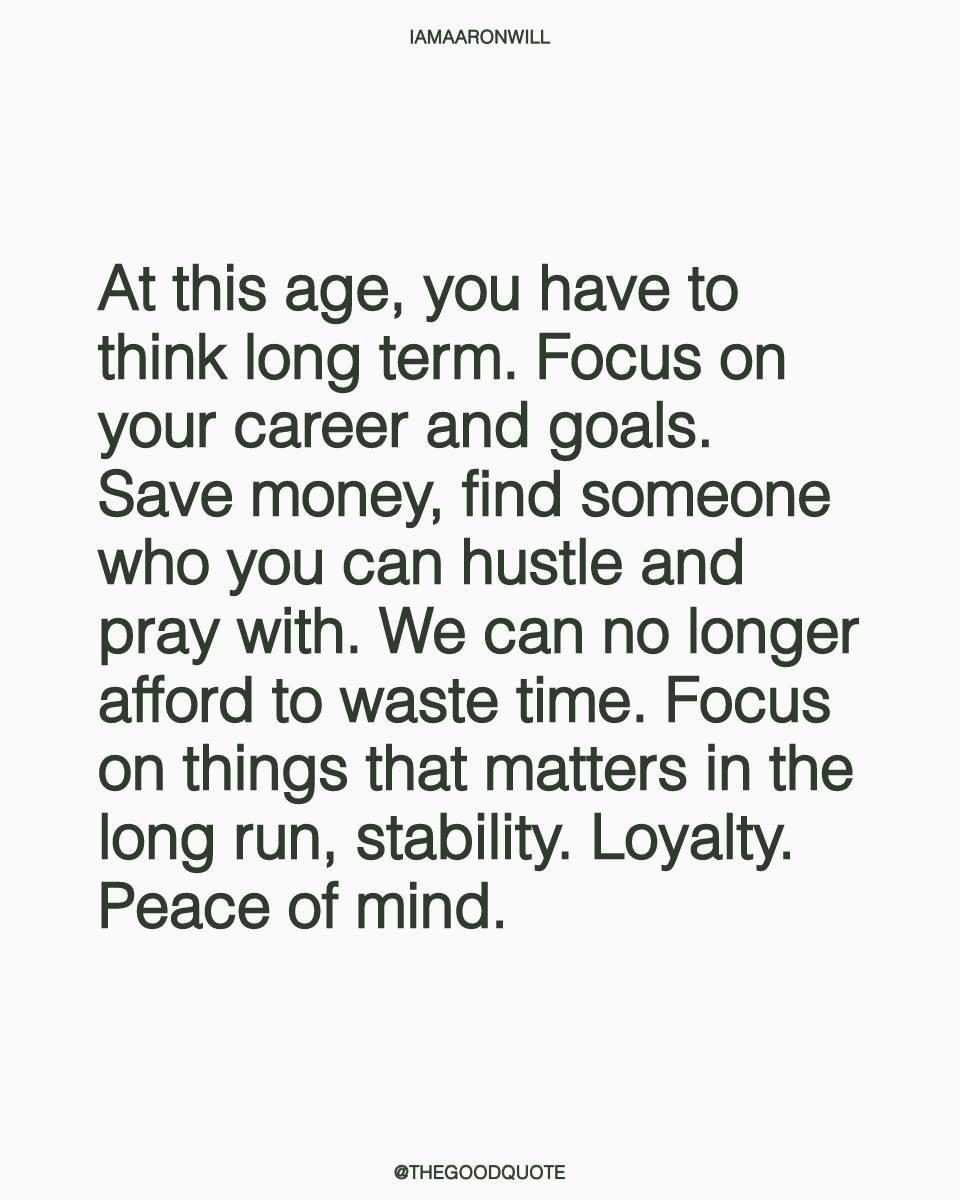 IAMAARONWILL
At this age, you have to
think long term. Focus on
your career and goals.
Save money, find someone
who you can hustle and
pray with. We can no longer
afford to waste time. Focus
on things that matters in the
long run, stability. Loyalty.
Peace of mind.
@THEGOODQUOTE